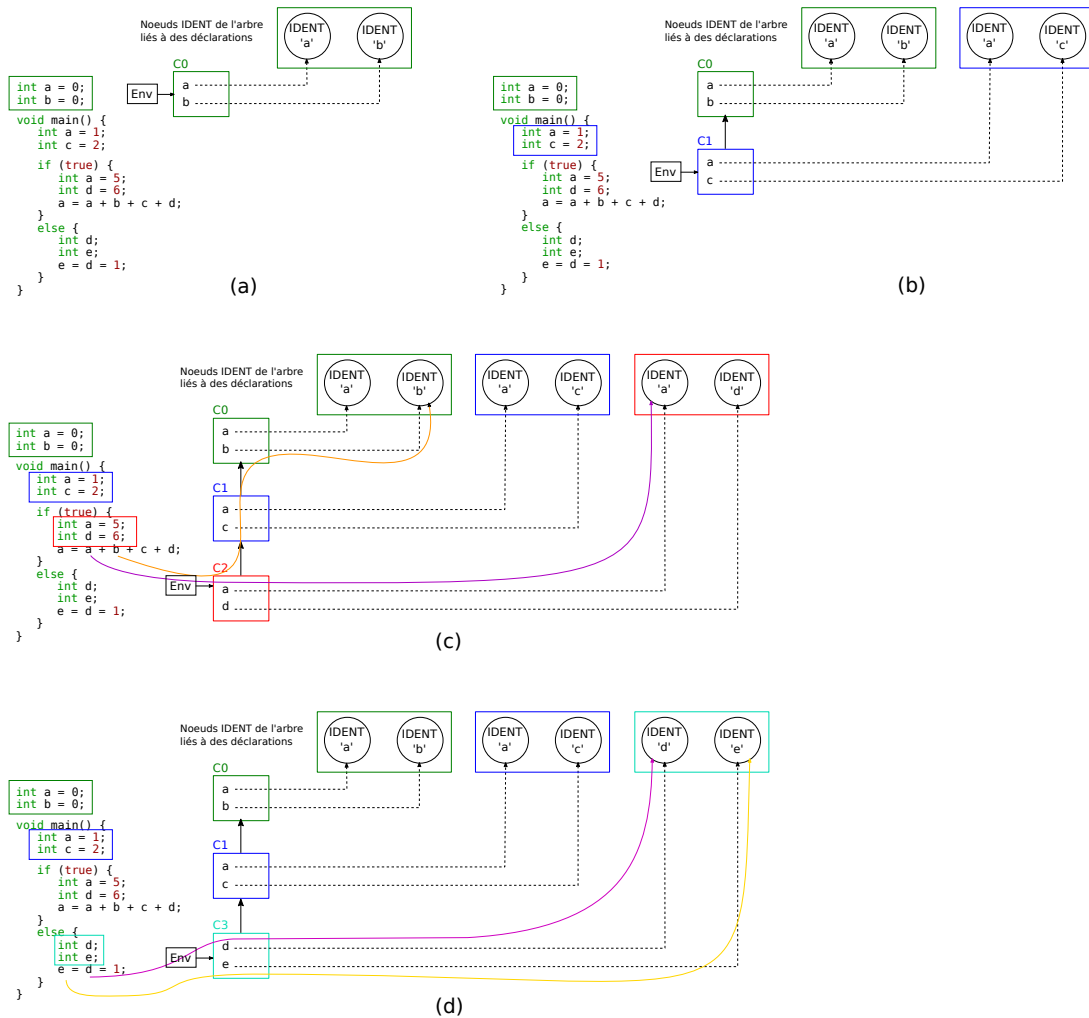 Noeuds IDENT de l'arbre
liés à des déclarations
IDENT
'a'
IDENT
'b'
C0
a
b
Env
int a = 0;
int b = 0;
void main() {
int a = 1;
int c = 2;
if (true) {
int a = 5;
int d = 6;
a = a + b + c + d;
}
else {
int d;
int e;
e = d = 1;
}
}
(a)
Noeuds IDENT de l'arbre
liés à des déclarations
IDENT
'a'
IDENT
'b'
IDENT
'a'
IDENT
'c'
C0
a
b
C1
a
c
Env
int a = 0;
int b = 0;
void main() {
int a = 1;
int c = 2;
if (true) {
int a = 5;
int d = 6;
a = a + b + c + d;
}
else {
int d;
int e;
e = d = 1;
}
}
(b)
Noeuds IDENT de l'arbre
liés à des déclarations
IDENT
'a'
IDENT
'b'
IDENT
'a'
IDENT
'c'
IDENT
'a'
IDENT
'd'
C0
a
b
C1
a
c
C2
a
d
Env
int a = 0;
int b = 0;
void main() {
int a = 1;
int c = 2;
if (true) {
int a = 5;
int d = 6;
a = a + b + c + d;
}
else {
int d;
int e;
e = d = 1;
}
}
(c)
Noeuds IDENT de l'arbre
liés à des déclarations
IDENT
'a'
IDENT
'b'
IDENT
'a'
IDENT
'c'
IDENT
'd'
IDENT
'e'
C0
a
b
C1
a
c
C3
d
e
Env
int a = 0;
int b = 0;
void main() {
int a = 1;
int c = 2;
if (true) {
int a = 5;
int d = 6;
a = a + b + c + d;
}
else {
int d;
int e;
e = d = 1;
}
}
(d)